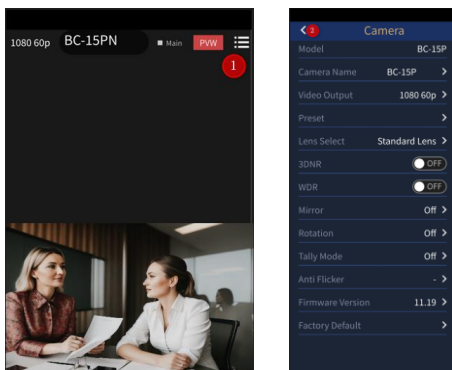 1080 60p BC-15PN Main PVW
1
2 Camera
Model BC-15P
Camera Name BC-15P
Video Output 1080 60p
Preset
Lens Select Standard Lens
3DNR OFF
WDR OFF
Mirror Off
Rotation Off
Tally Mode Off
Anti Flicker -
Firmware Version 11.19
Factory Default